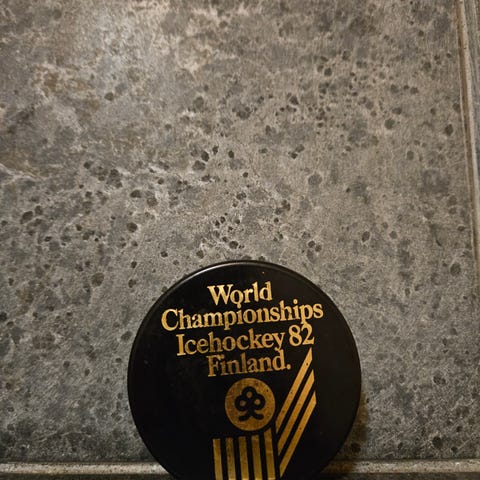 World
Championships
Icehockey 82
Finland.